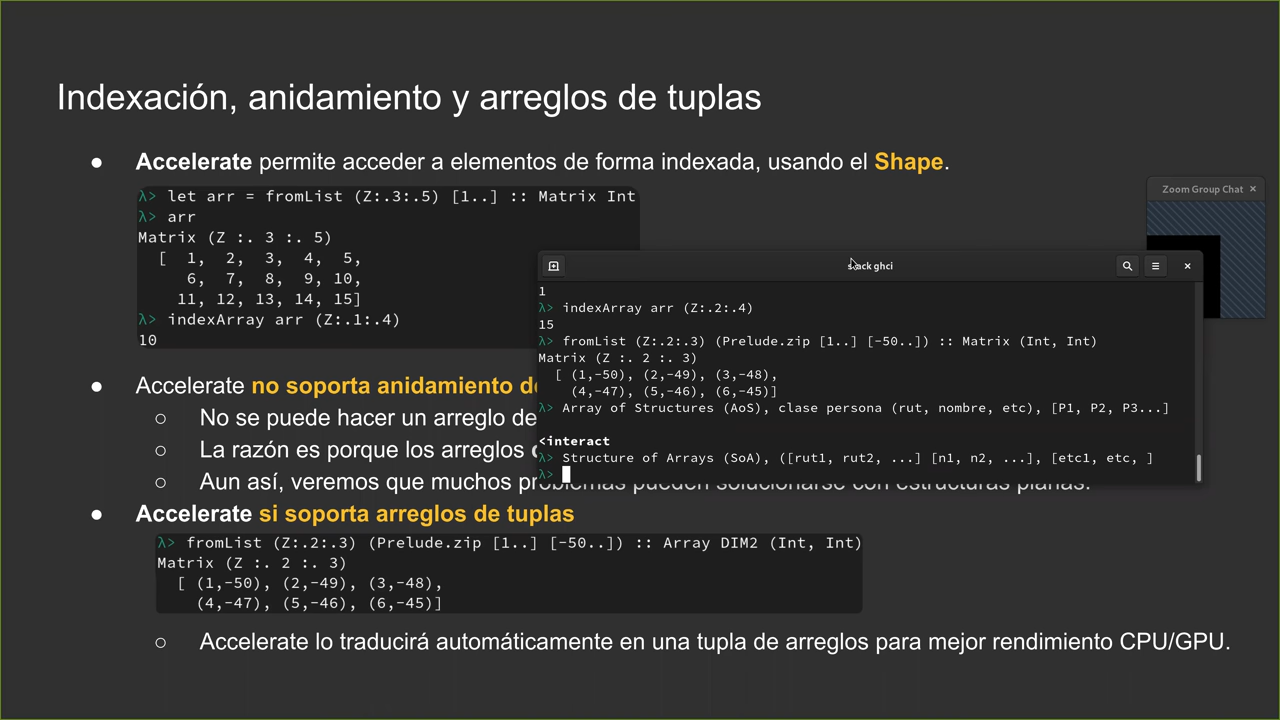 Indexación, anidamiento y arreglos de tuplas
● Accelerate permite acceder a elementos de forma indexada, usando el Shape.
λ> let arr = fromList (Z:.3:.5) [1..] :: Matrix Int
λ> arr
Matrix (Z :. 3 :. 5)
[ 1, 2, 3, 4, 5,
6, 7, 8, 9, 10,
11, 12, 13, 14, 15]
λ> indexArray arr (Z:.1:.4)
10
Zoom Group Chat ×
ghci
1
λ> indexArray arr (Z:.2:.4)
15
λ> fromList (Z:.2:.3) (Prelude.zip [1..] [-50..]) :: Matrix (Int, Int)
Matrix (Z :. 2 :. 3)
[ (1,-50), (2,-49), (3,-48),
(4,-47), (5,-46), (6,-45)]
λ> Array of Structures (AoS), clase persona (rut, nombre, etc), [P1, P2, P3...]
<interact
λ> Structure of Arrays (SoA), ([rut1, rut2, ...] [n1, n2, ...], [etc1, etc, ]
λ>
● Accelerate no soporta anidamiento
○ No se puede hacer un arreglo de
○ La razón es porque los arreglos
○ Aun así, veremos que muchos problemas pueden solucionarse con estructuras planas.
● Accelerate si soporta arreglos de tuplas
λ> fromList (Z:.2:.3) (Prelude.zip [1..] [-50..]) :: Array DIM2 (Int, Int)
Matrix (Z :. 2 :. 3)
[ (1,-50), (2,-49), (3,-48),
(4,-47), (5,-46), (6,-45)]
○ Accelerate lo traducirá automáticamente en una tupla de arreglos para mejor rendimiento CPU/GPU.